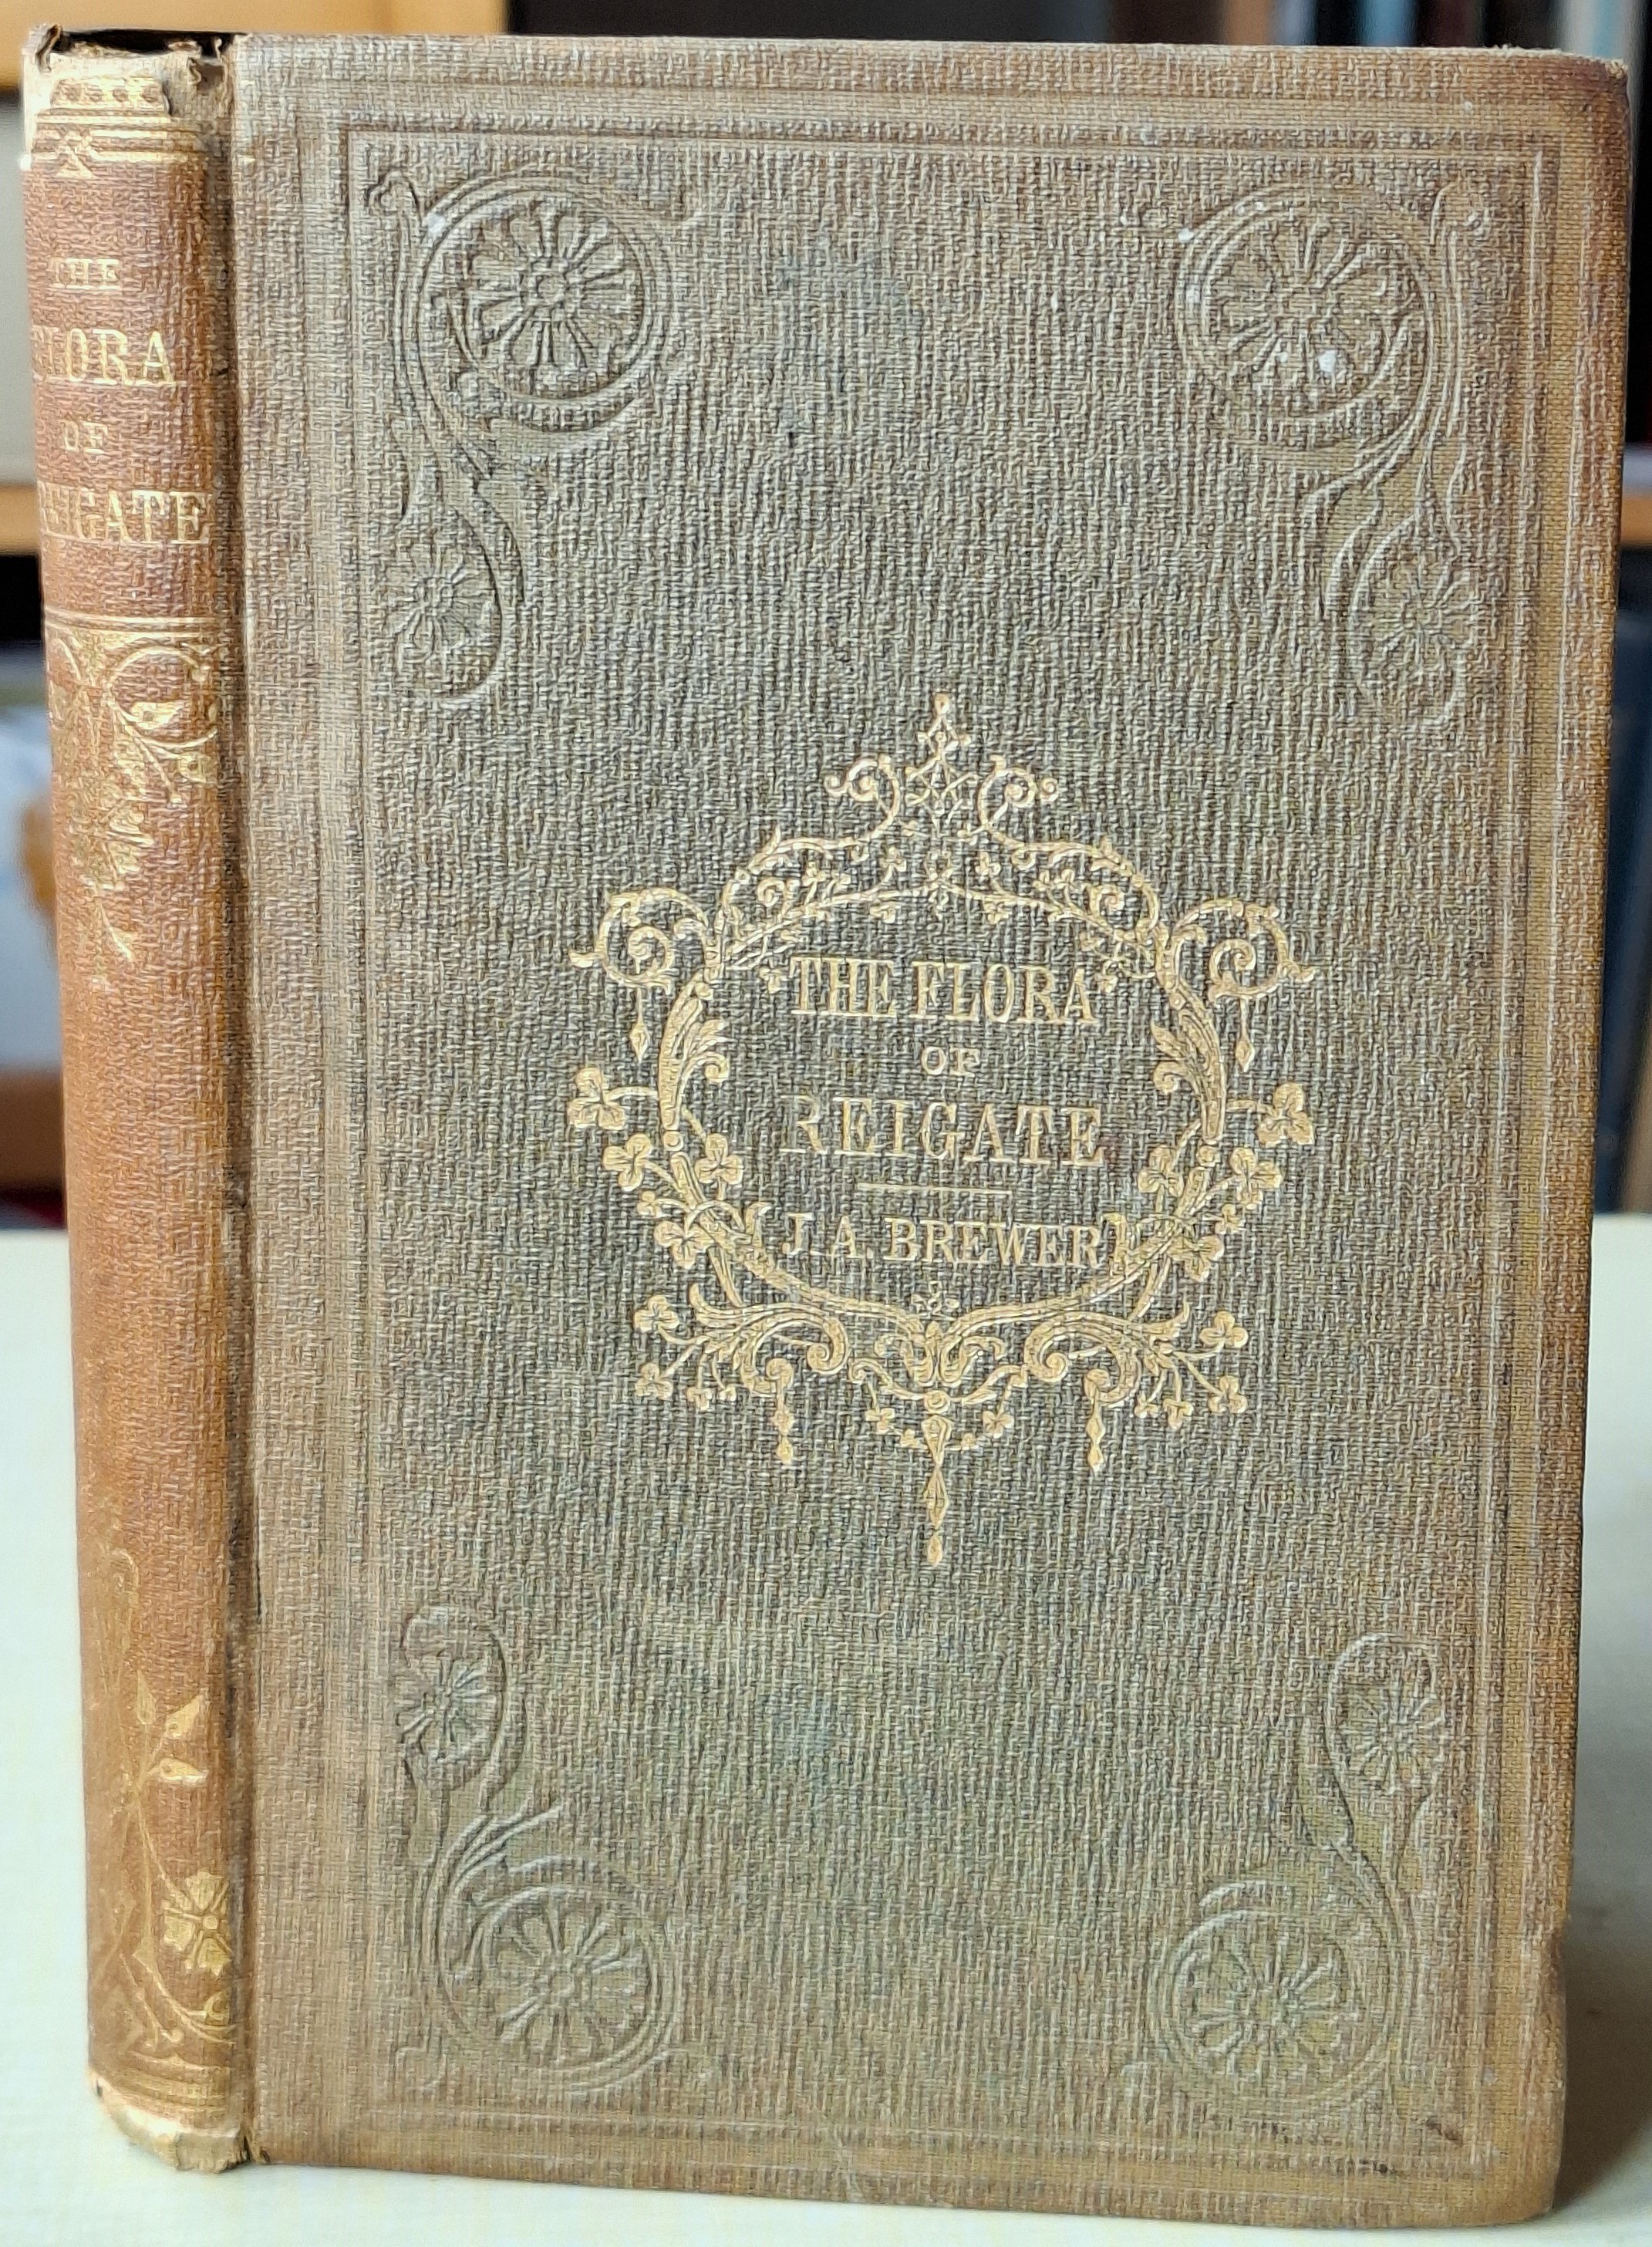 THE
FLORA
OF
REIGATE
THE FLORA
OF
REIGATE
J. A. BREWER